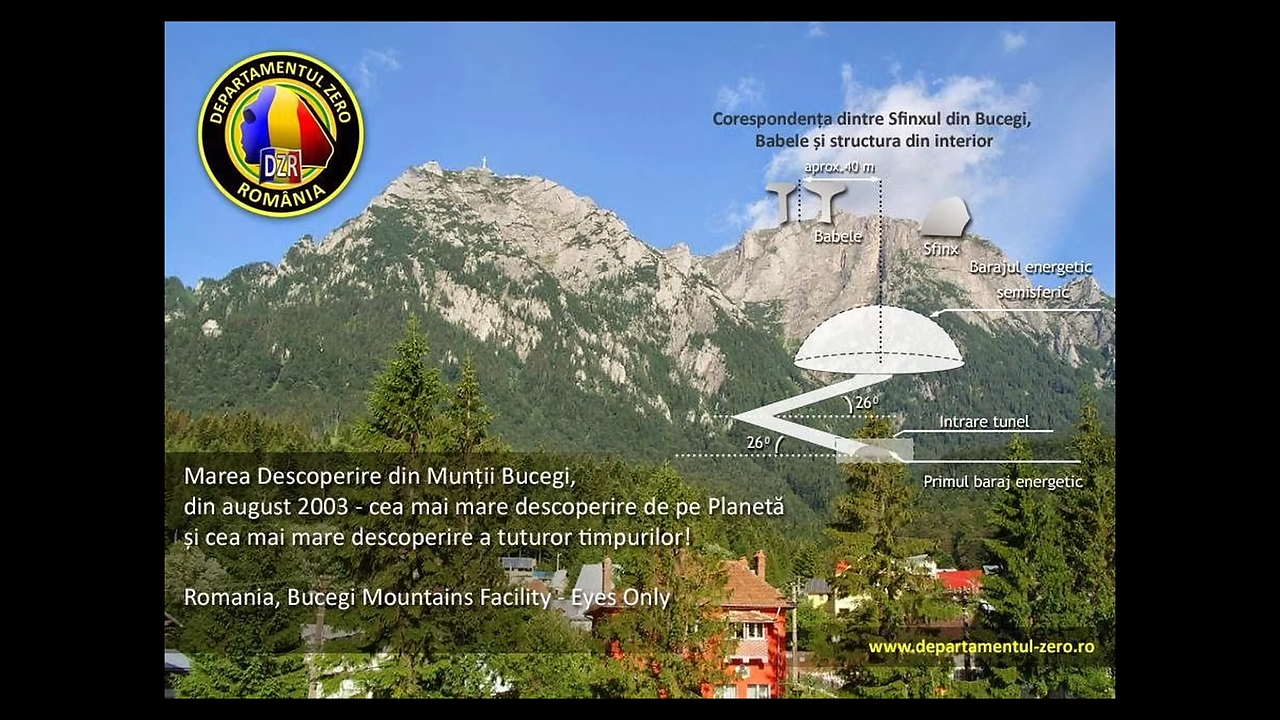 DEPARTAMENTUL ZERO
DZR
ROMÂNIA
Corespondența dintre Sfinxul din Bucegi,
Babele și structura din interior
aprox. 40 m
Babele
Sfinx
Barajul energetic
semisferic
26º
Intrare tunel
26º
Primul baraj energetic
Marea Descoperire din Munții Bucegi,
din august 2003 - cea mai mare descoperire de pe Planetă
și cea mai mare descoperire a tuturor timpurilor!
Romania, Bucegi Mountains Facility - Eyes Only
www.departamentul-zero.ro